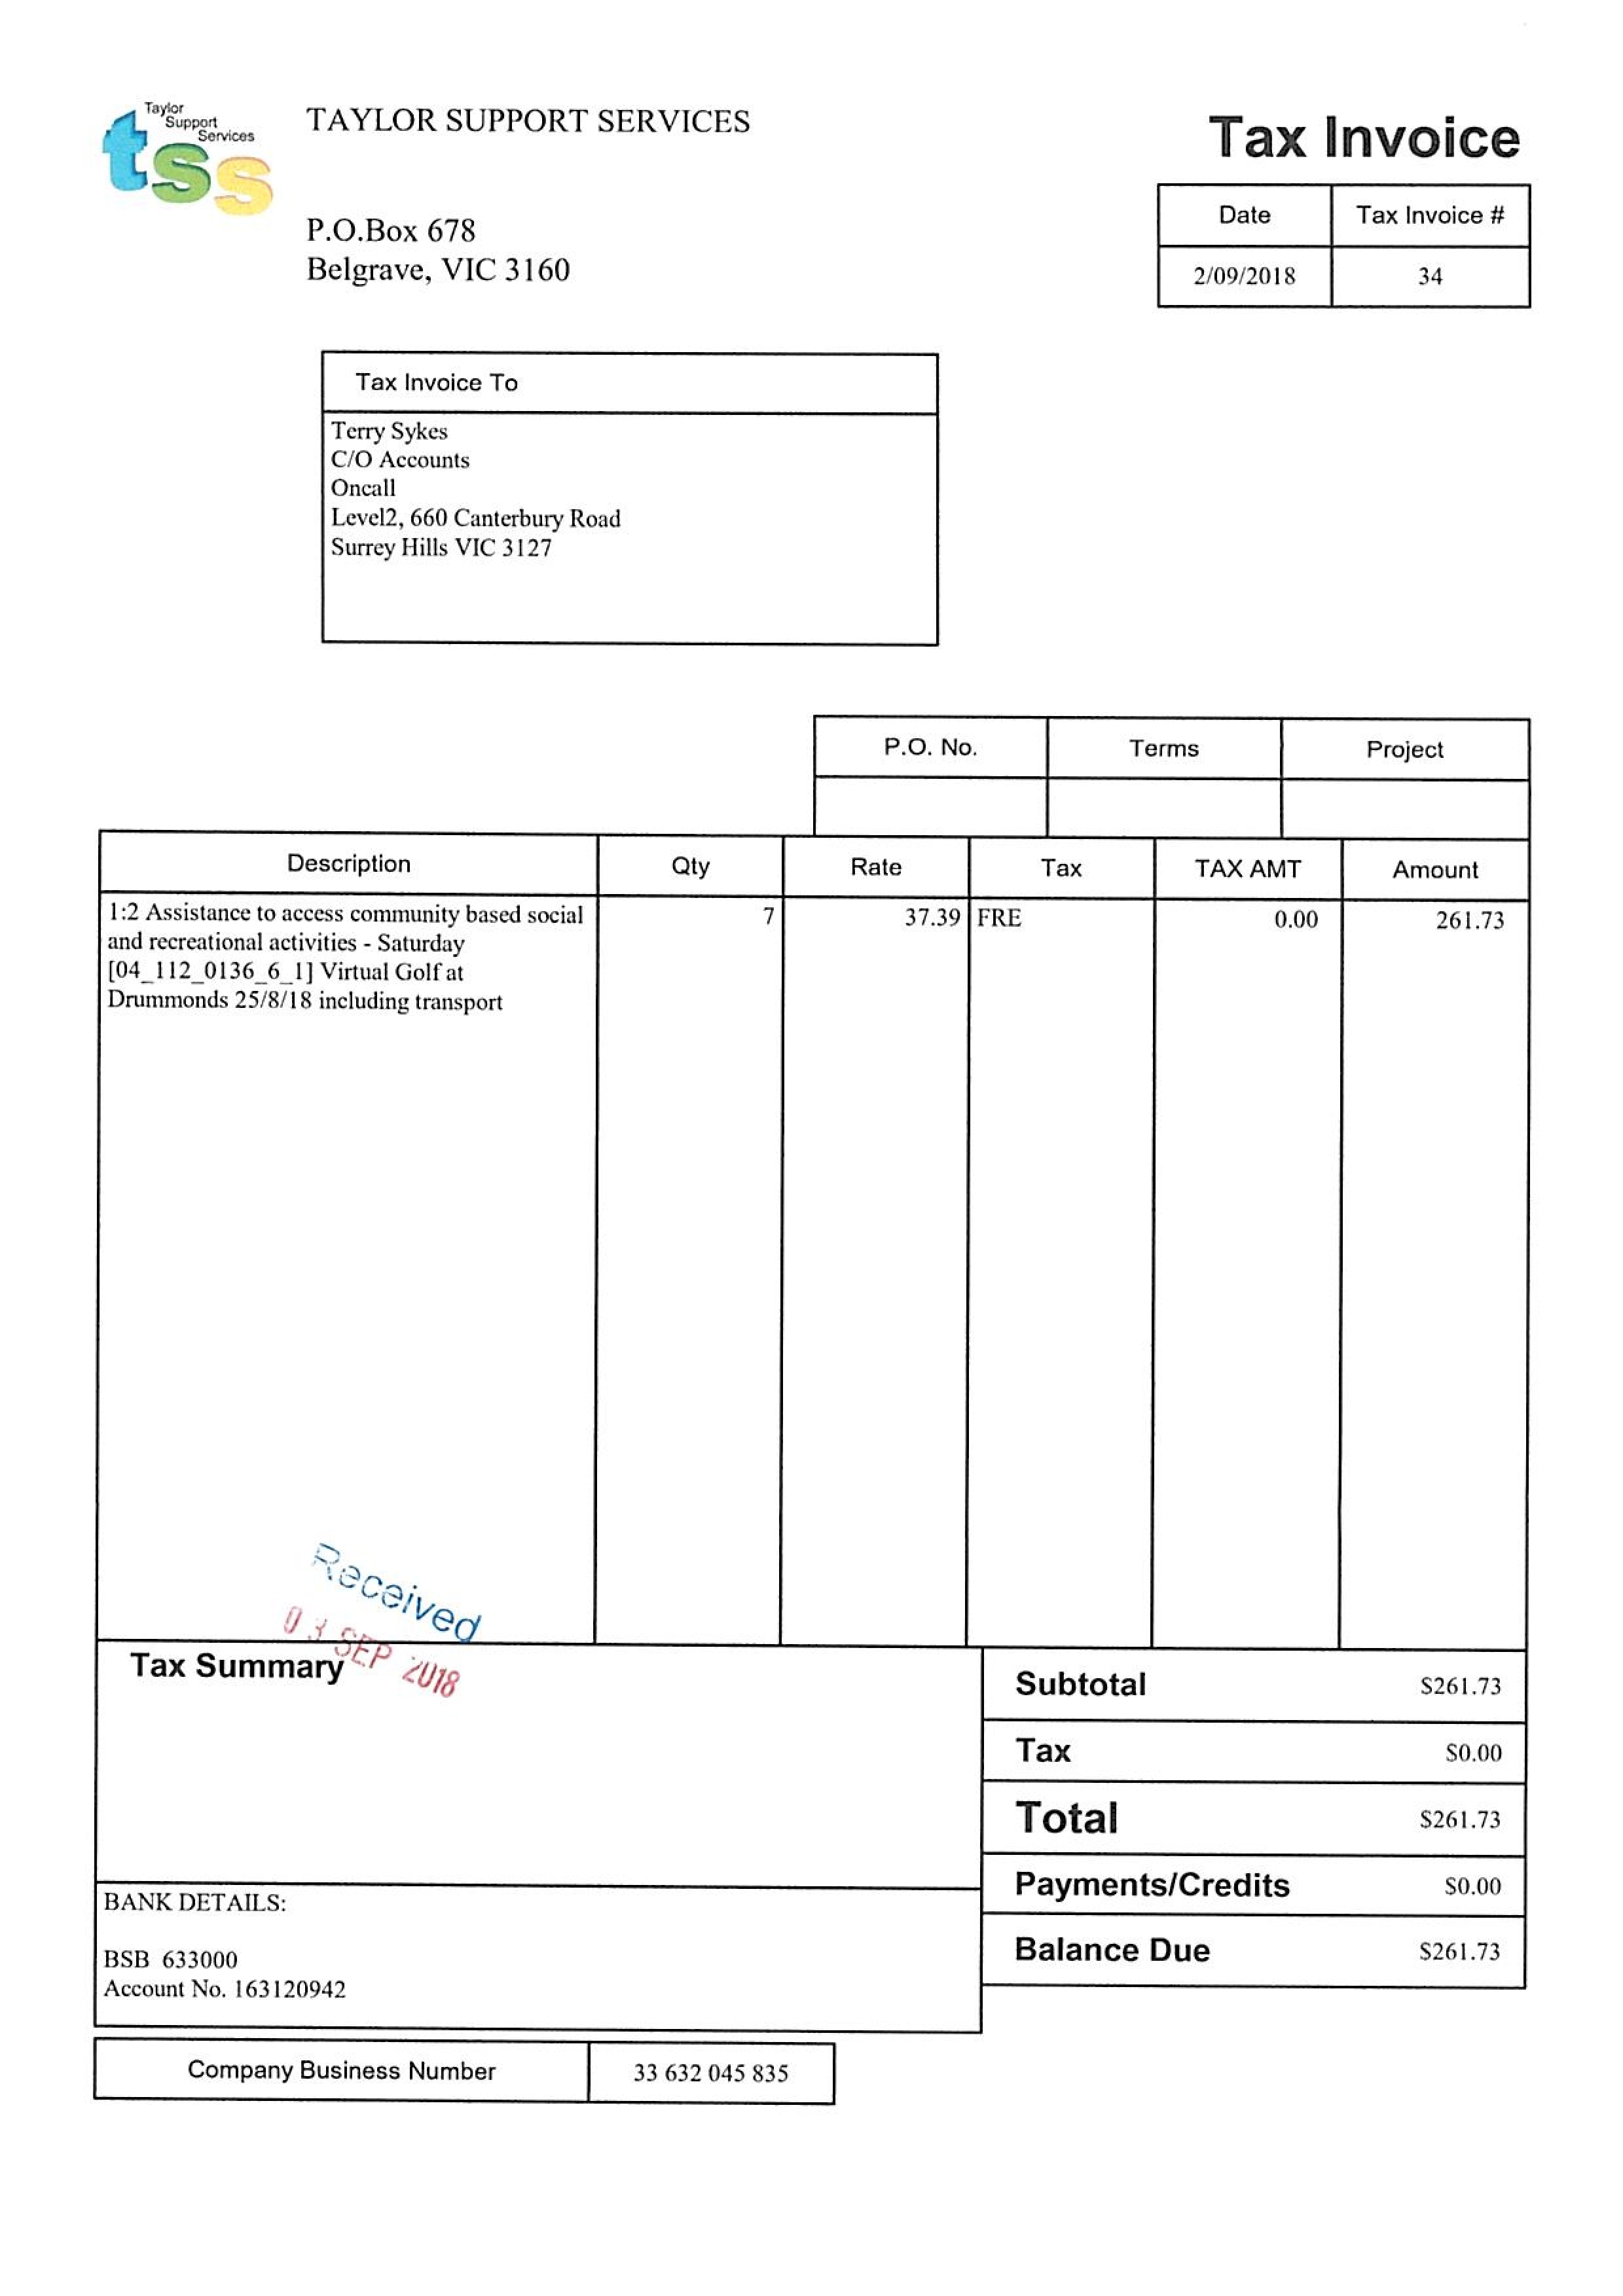 Taylor
Support
Services
tss
TAYLOR SUPPORT SERVICES
P.O.Box 678
Belgrave, VIC 3160
Tax Invoice
Date Tax Invoice #
2/09/2018 34
Tax Invoice To
Terry Sykes
C/O Accounts
Oncall
Level2, 660 Canterbury Road
Surrey Hills VIC 3127
P.O. No. Terms Project
Description Qty Rate Tax TAX AMT Amount
1:2 Assistance to access community based social 7 37.39 FRE 0.00 261.73
and recreational activities - Saturday
[04_112_0136_6_1] Virtual Golf at
Drummonds 25/8/18 including transport
Received
03 SEP 2018
Tax Summary
Subtotal $261.73
Tax $0.00
Total $261.73
Payments/Credits $0.00
Balance Due $261.73
BANK DETAILS:
BSB 633000
Account No. 163120942
Company Business Number 33 632 045 835